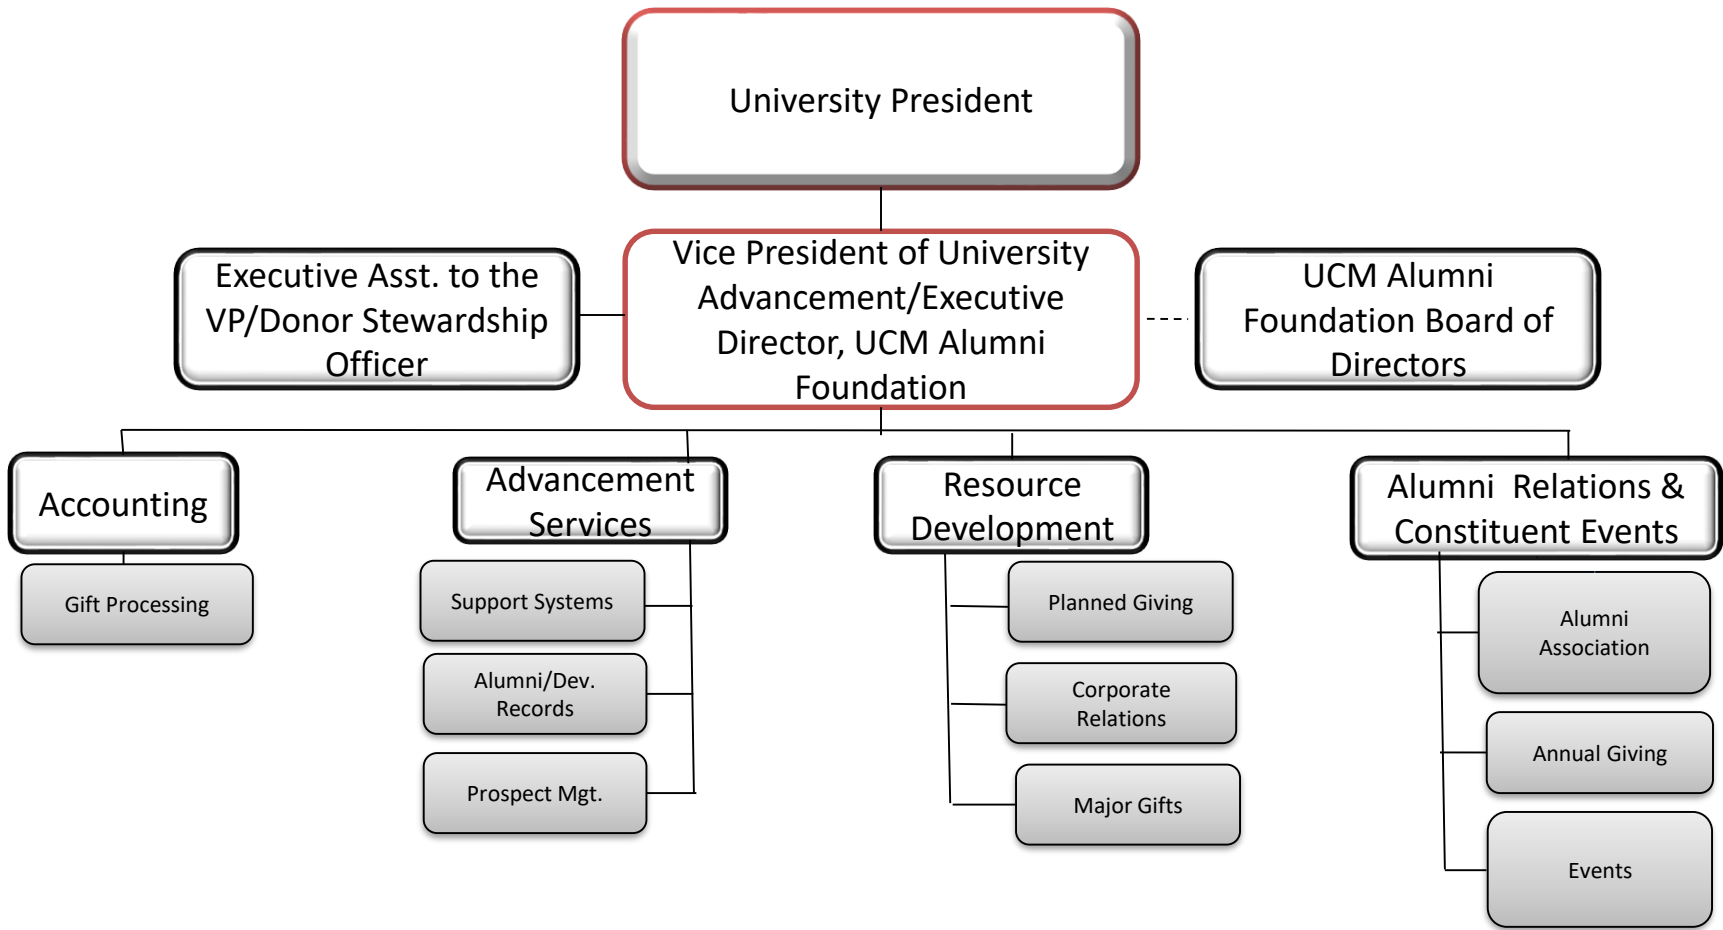 University President
Executive Asst. to the
VP/Donor Stewardship
Officer
Vice President of University
Advancement/Executive
Director, UCM Alumni
Foundation
UCM Alumni
Foundation Board of
Directors
Accounting
Gift Processing
Advancement
Services
Support Systems
Alumni/Dev.
Records
Prospect Mgt.
Resource
Development
Planned Giving
Corporate
Relations
Major Gifts
Alumni  Relations &
Constituent Events
Alumni
Association
Annual Giving
Events